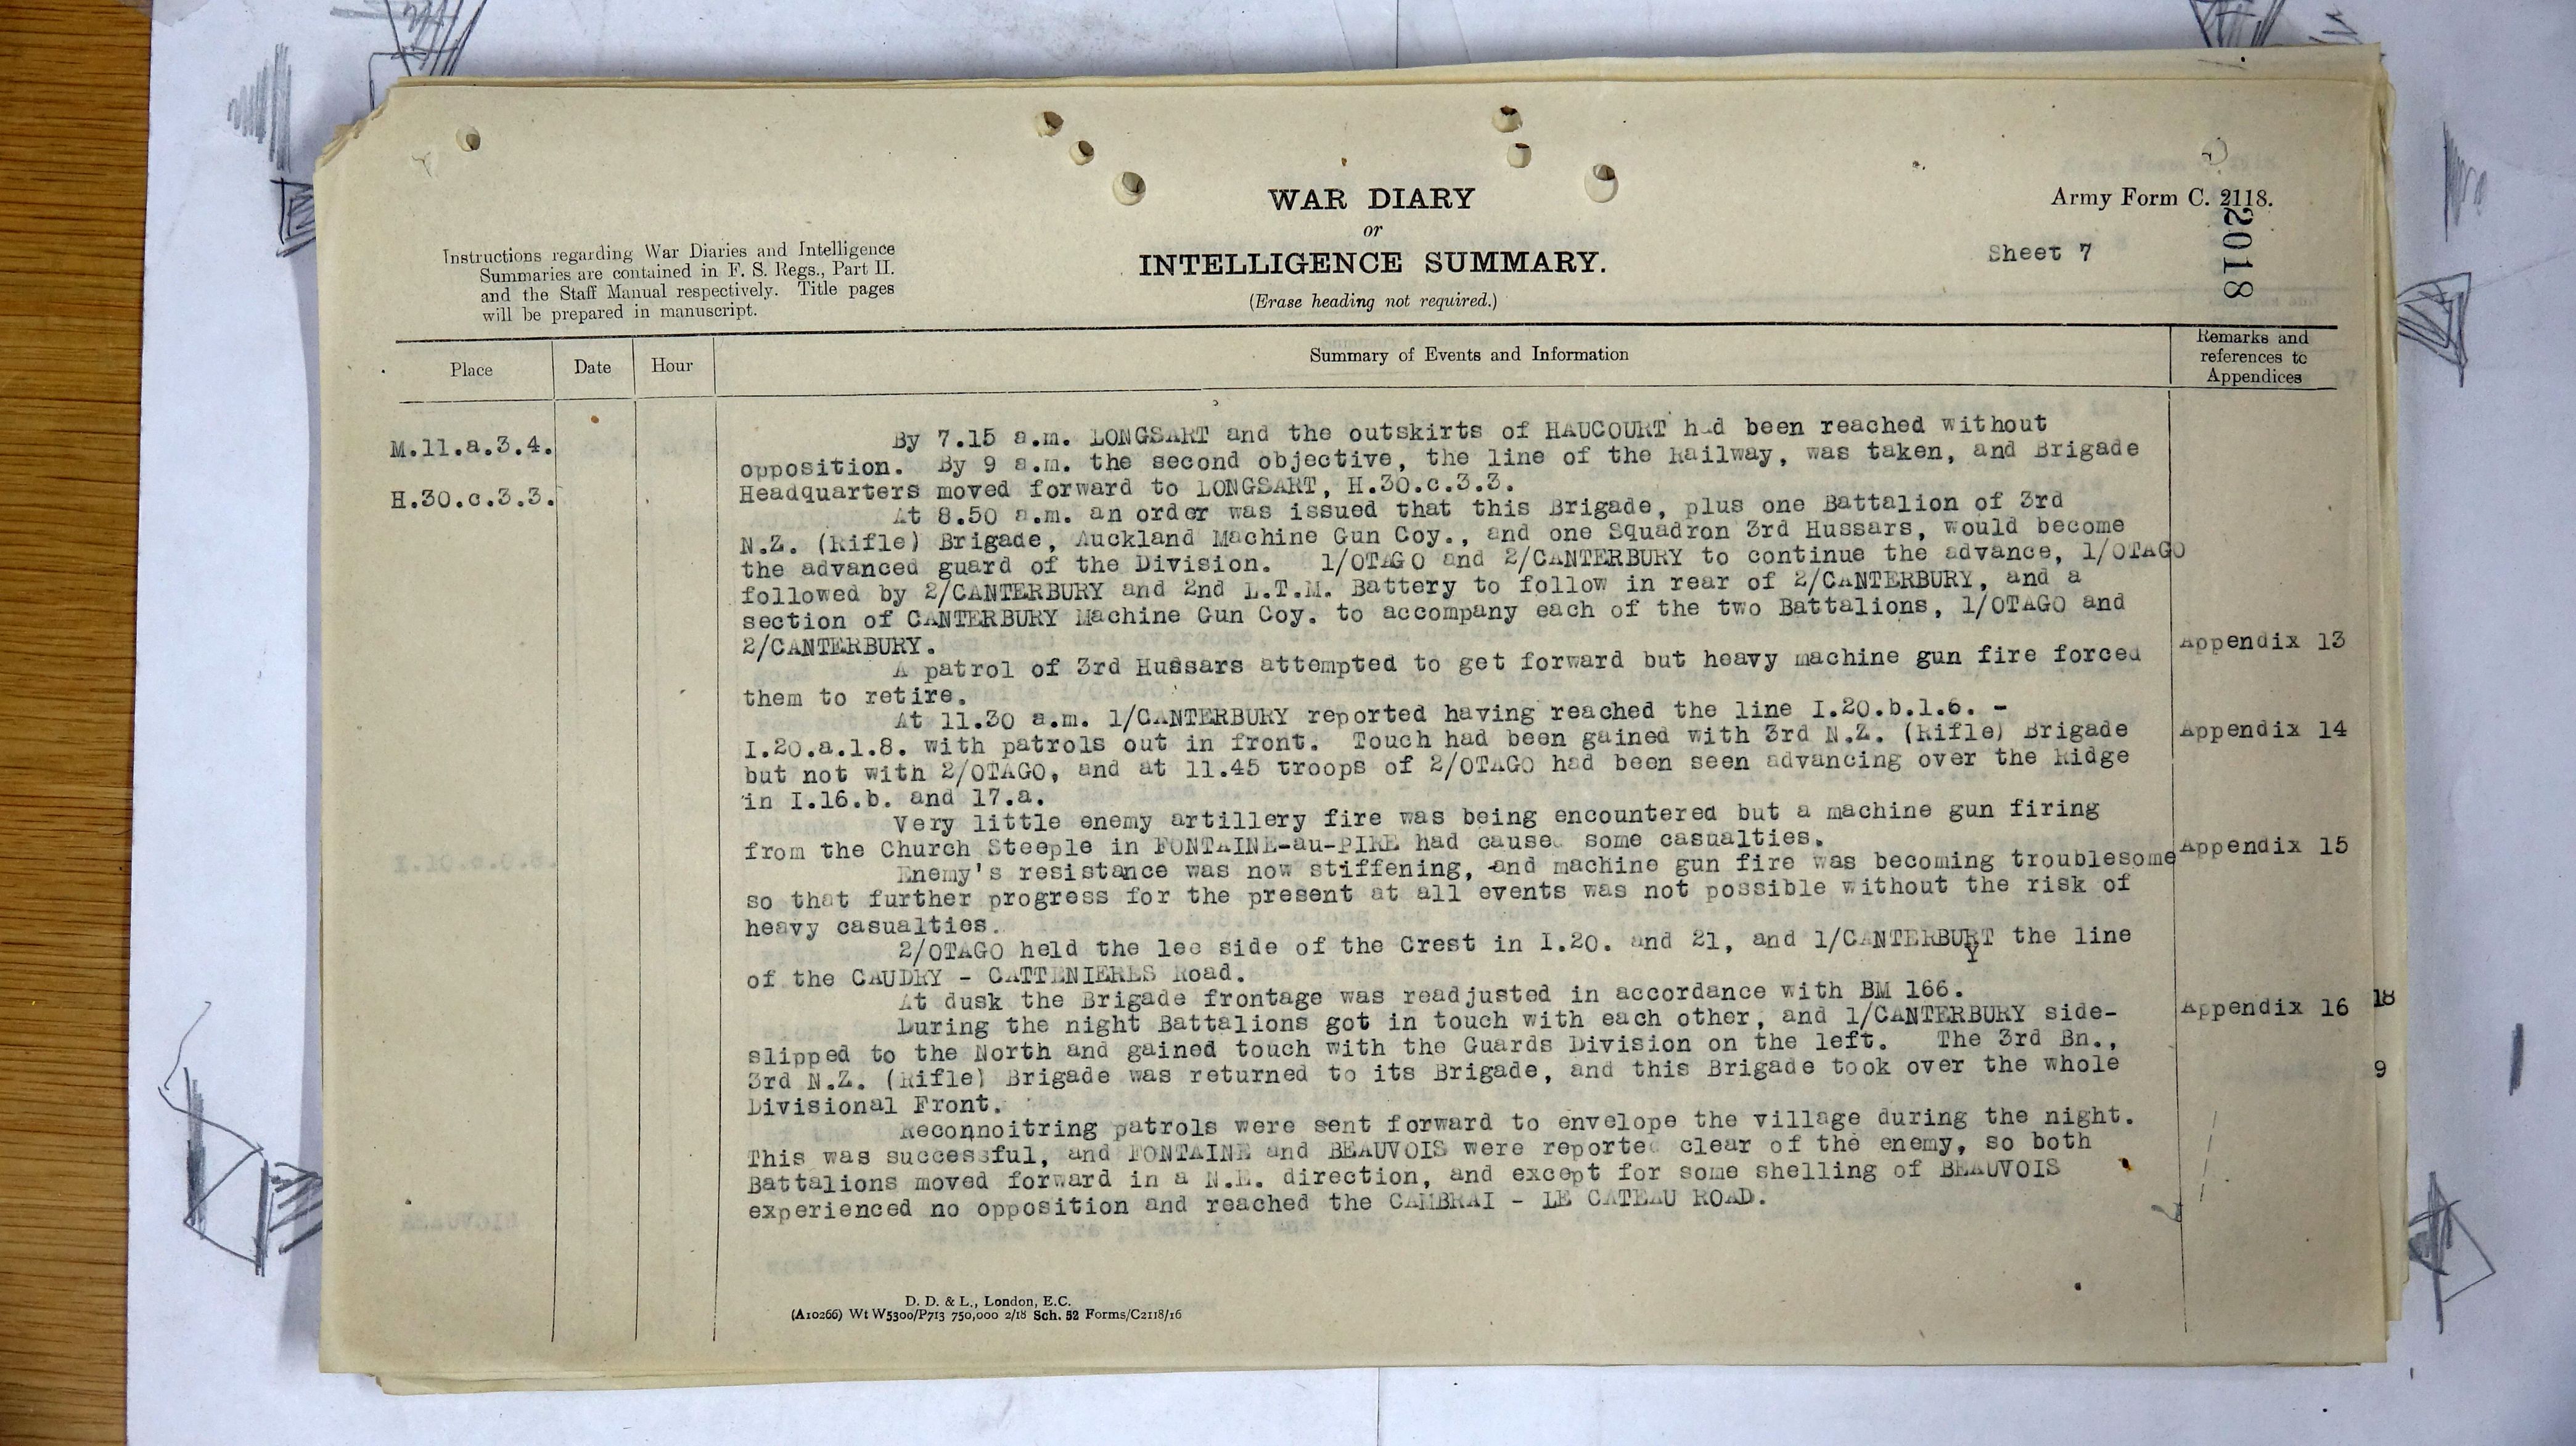 WAR DIARY
or
INTELLIGENCE SUMMARY.
(Erase heading not required.)
Army Form C. 2118.
Sheet 7
2018
Instructions regarding War Diaries and Intelligence
Summaries are contained in F. S. Regs., Part II.
and the Staff Manual respectively. Title pages
will be prepared in manuscript.
Place
Date
Hour
Summary of Events and Information
Remarks and
references to
Appendices
M.11.a.3.4.
H.30.c.3.3.
By 7.15 a.m. LONGSART and the outskirts of HAUCOURT had been reached without
opposition. By 9 a.m. the second objective, the line of the Railway, was taken, and Brigade
Headquarters moved forward to LONGSART, H.30.c.3.3.
At 8.50 a.m. an order was issued that this Brigade, plus one Battalion of 3rd
N.Z. (Rifle) Brigade, Auckland Machine Gun Coy., and one Squadron 3rd Hussars, would become
the advanced guard of the Division. 1/OTAGO and 2/CANTERBURY to continue the advance, 1/OTAGO
followed by 2/CANTERBURY and 2nd L.T.M. Battery to follow in rear of 2/CANTERBURY, and a
section of CANTERBURY Machine Gun Coy. to accompany each of the two Battalions, 1/OTAGO and
2/CANTERBURY.
Appendix 13
A patrol of 3rd Hussars attempted to get forward but heavy machine gun fire forced
them to retire.
At 11.30 a.m. 1/CANTERBURY reported having reached the line I.20.b.1.6. -
I.20.a.1.8. with patrols out in front. Touch had been gained with 3rd N.Z. (Rifle) Brigade
Appendix 14
but not with 2/OTAGO, and at 11.45 troops of 2/OTAGO had been seen advancing over the Ridge
in I.16.b. and 17.a.
Very little enemy artillery fire was being encountered but a machine gun firing
from the Church Steeple in FONTAINE-au-PIRE had cause some casualties.
Appendix 15
Enemy's resistance was now stiffening, and machine gun fire was becoming troublesome
so that further progress for the present at all events was not possible without the risk of
heavy casualties.
2/OTAGO held the lee side of the Crest in I.20. and 21, and 1/CANTERBURY the line
of the CAUDRY - CATTENIERES Road.
At dusk the Brigade frontage was readjusted in accordance with BM 166.
Appendix 16
18
During the night Battalions got in touch with each other, and 1/CANTERBURY side-
slipped to the North and gained touch with the Guards Division on the left. The 3rd Bn.,
3rd N.Z. (Rifle) Brigade was returned to its Brigade, and this Brigade took over the whole
9
Divisional Front.
Reconnoitring patrols were sent forward to envelope the village during the night.
This was successful, and FONTAINE and BEAUVOIS were reported clear of the enemy, so both
Battalions moved forward in a N.E. direction, and except for some shelling of BEAUVOIS
experienced no opposition and reached the CAMBRAI - LE CATEAU ROAD.
D. D. & L., London, E.C.
(A10266) Wt W5300/P713 750,000 2/18 Sch. 52 Forms/C2118/16